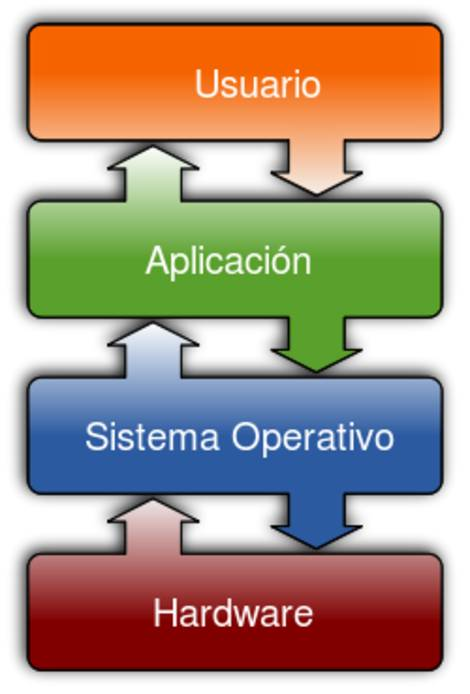 Usuario
Aplicación
Sistema Operativo
Hardware